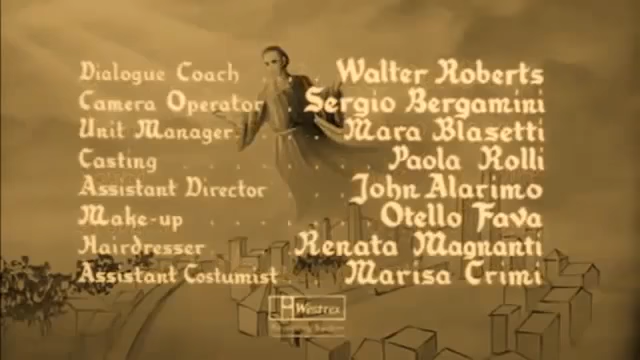 Dialogue Coach . . . Walter Roberts
Camera Operator . Sergio Bergamini
Unit Manager . . . . Mara Blasetti
Casting . . . . . . . . Paola Rolli
Assistant Director . . . John Alarimo
Make-up . . . . . . Otello Fava
Hairdresser . . . Renata Magnanti
Assistant Costumist . . Marisa Crimi
Westrex